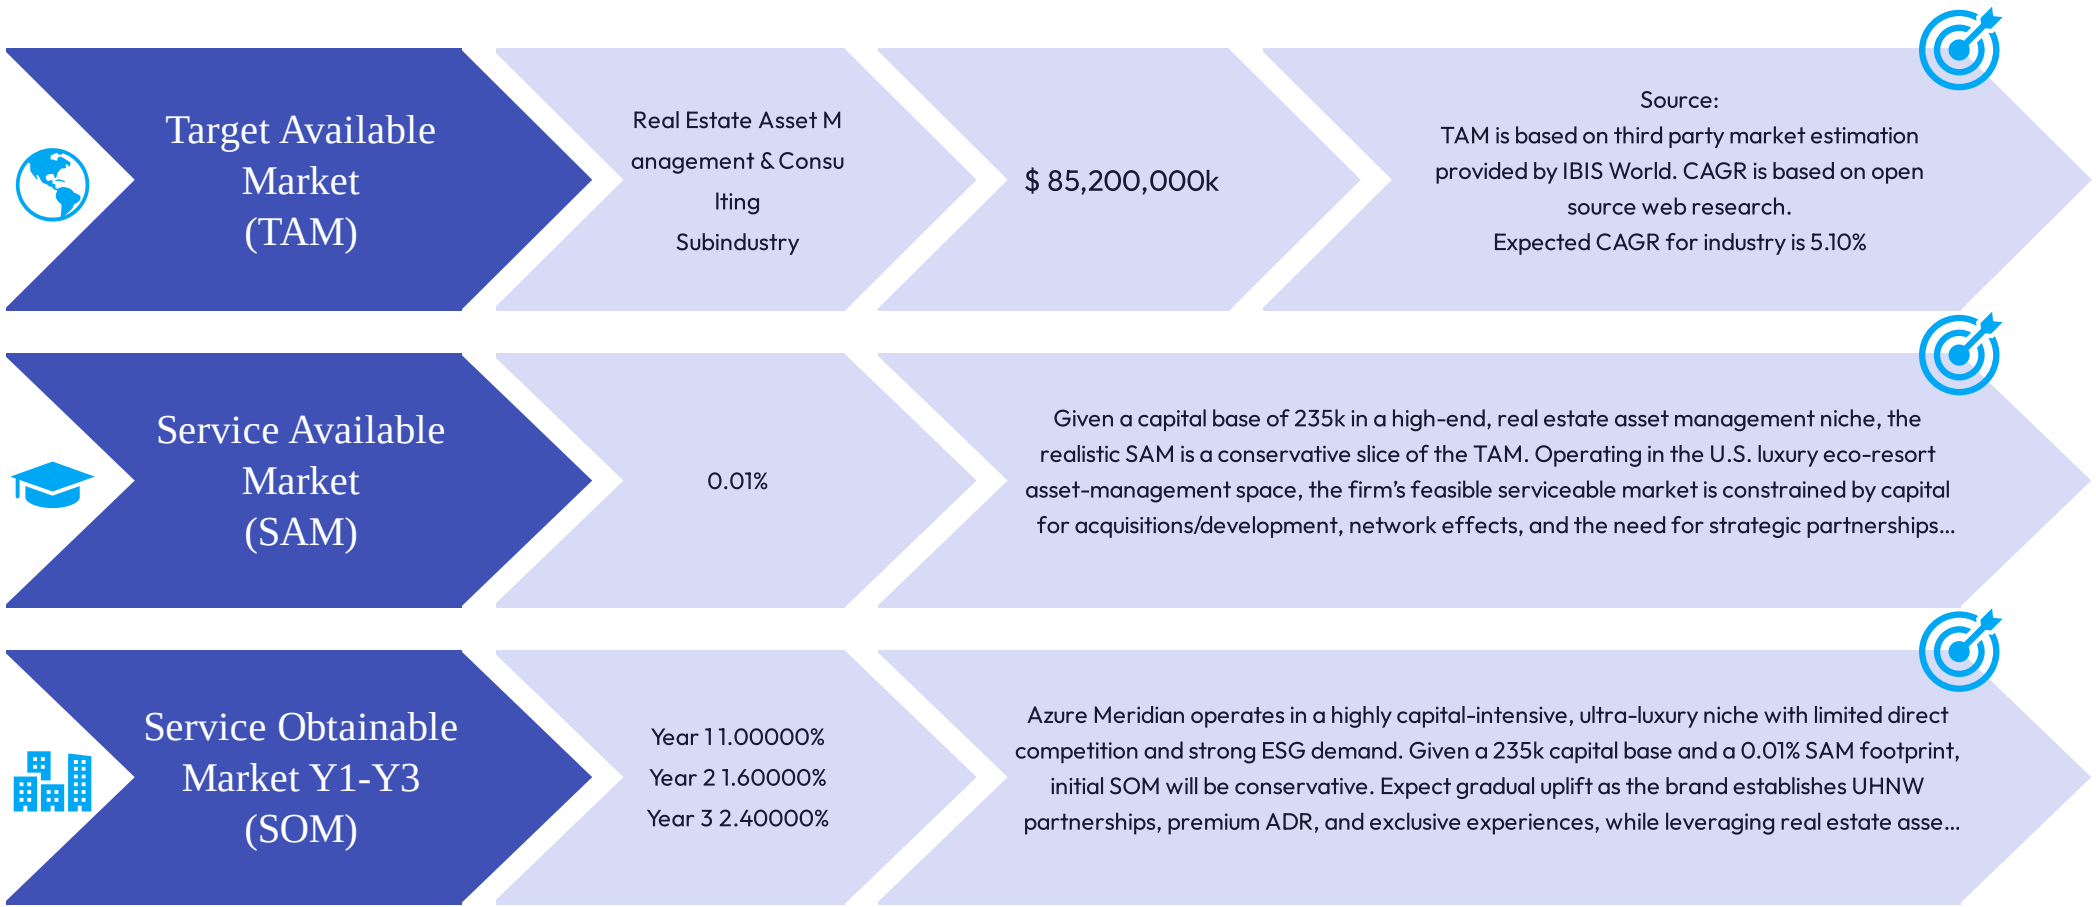 Target Available
Market
(TAM)
Real Estate Asset M
anagement & Consu
lting
Subindustry
$ 85,200,000k
Source:
TAM is based on third party market estimation
provided by IBIS World. CAGR is based on open
source web research.
Expected CAGR for industry is 5.10%
Service Available
Market
(SAM)
0.01%
Given a capital base of 235k in a high-end, real estate asset management niche, the
realistic SAM is a conservative slice of the TAM. Operating in the U.S. luxury eco-resort
asset-management space, the firm’s feasible serviceable market is constrained by capital
for acquisitions/development, network effects, and the need for strategic partnerships...
Service Obtainable
Market Y1-Y3
(SOM)
Year 1 1.00000%
Year 2 1.60000%
Year 3 2.40000%
Azure Meridian operates in a highly capital-intensive, ultra-luxury niche with limited direct
competition and strong ESG demand. Given a 235k capital base and a 0.01% SAM footprint,
initial SOM will be conservative. Expect gradual uplift as the brand establishes UHNW
partnerships, premium ADR, and exclusive experiences, while leveraging real estate asse...